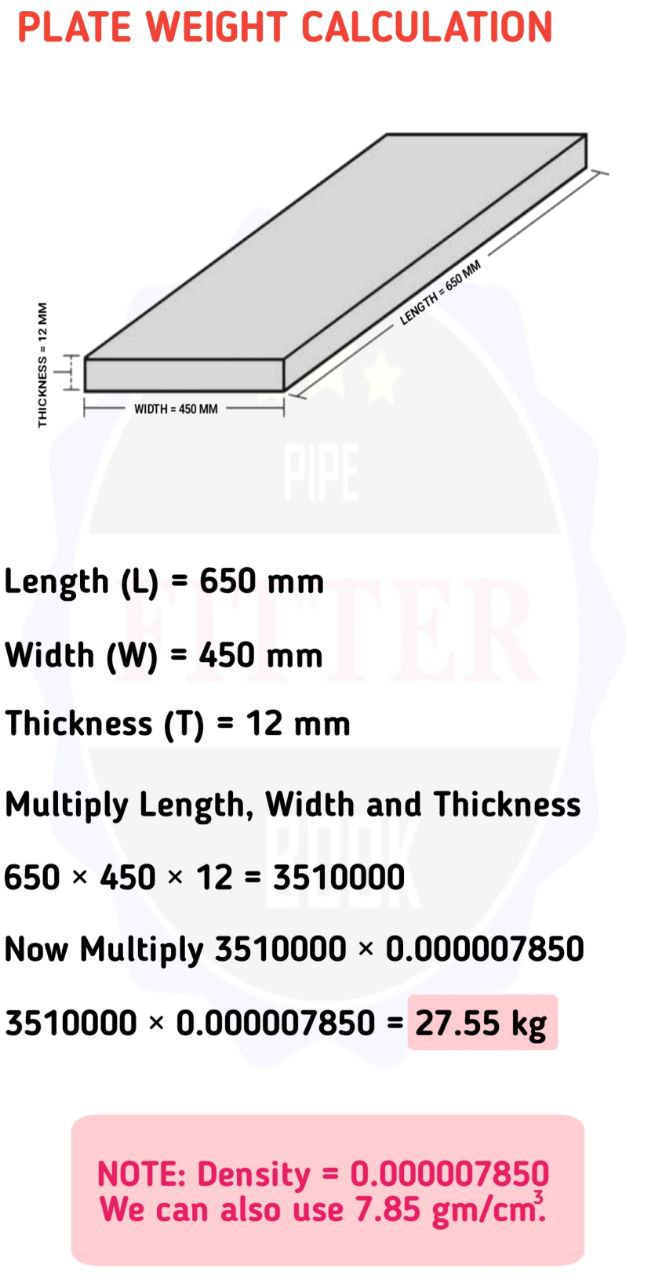 PLATE WEIGHT CALCULATION
THICKNESS = 12 MM
LENGTH = 650 MM
WIDTH = 450 MM
PIPE
FITTER
BOOK
Length (L) = 650 mm
Width (W) = 450 mm
Thickness (T) = 12 mm
Multiply Length, Width and Thickness
650 × 450 × 12 = 3510000
Now Multiply 3510000 × 0.000007850
3510000 × 0.000007850 = 27.55 kg
NOTE: Density = 0.000007850
We can also use 7.85 gm/cm³.